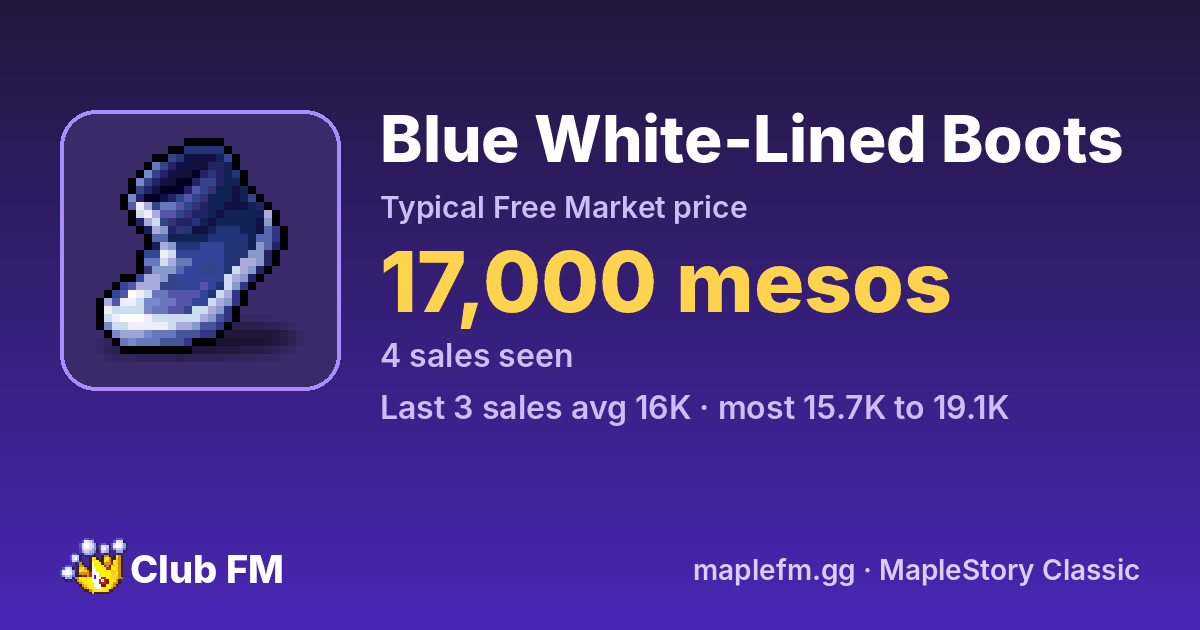 Blue White-Lined Boots
Typical Free Market price
17,000 mesos
4 sales seen
Last 3 sales avg 16K · most 15.7K to 19.1K
Club FM
maplefm.gg · MapleStory Classic